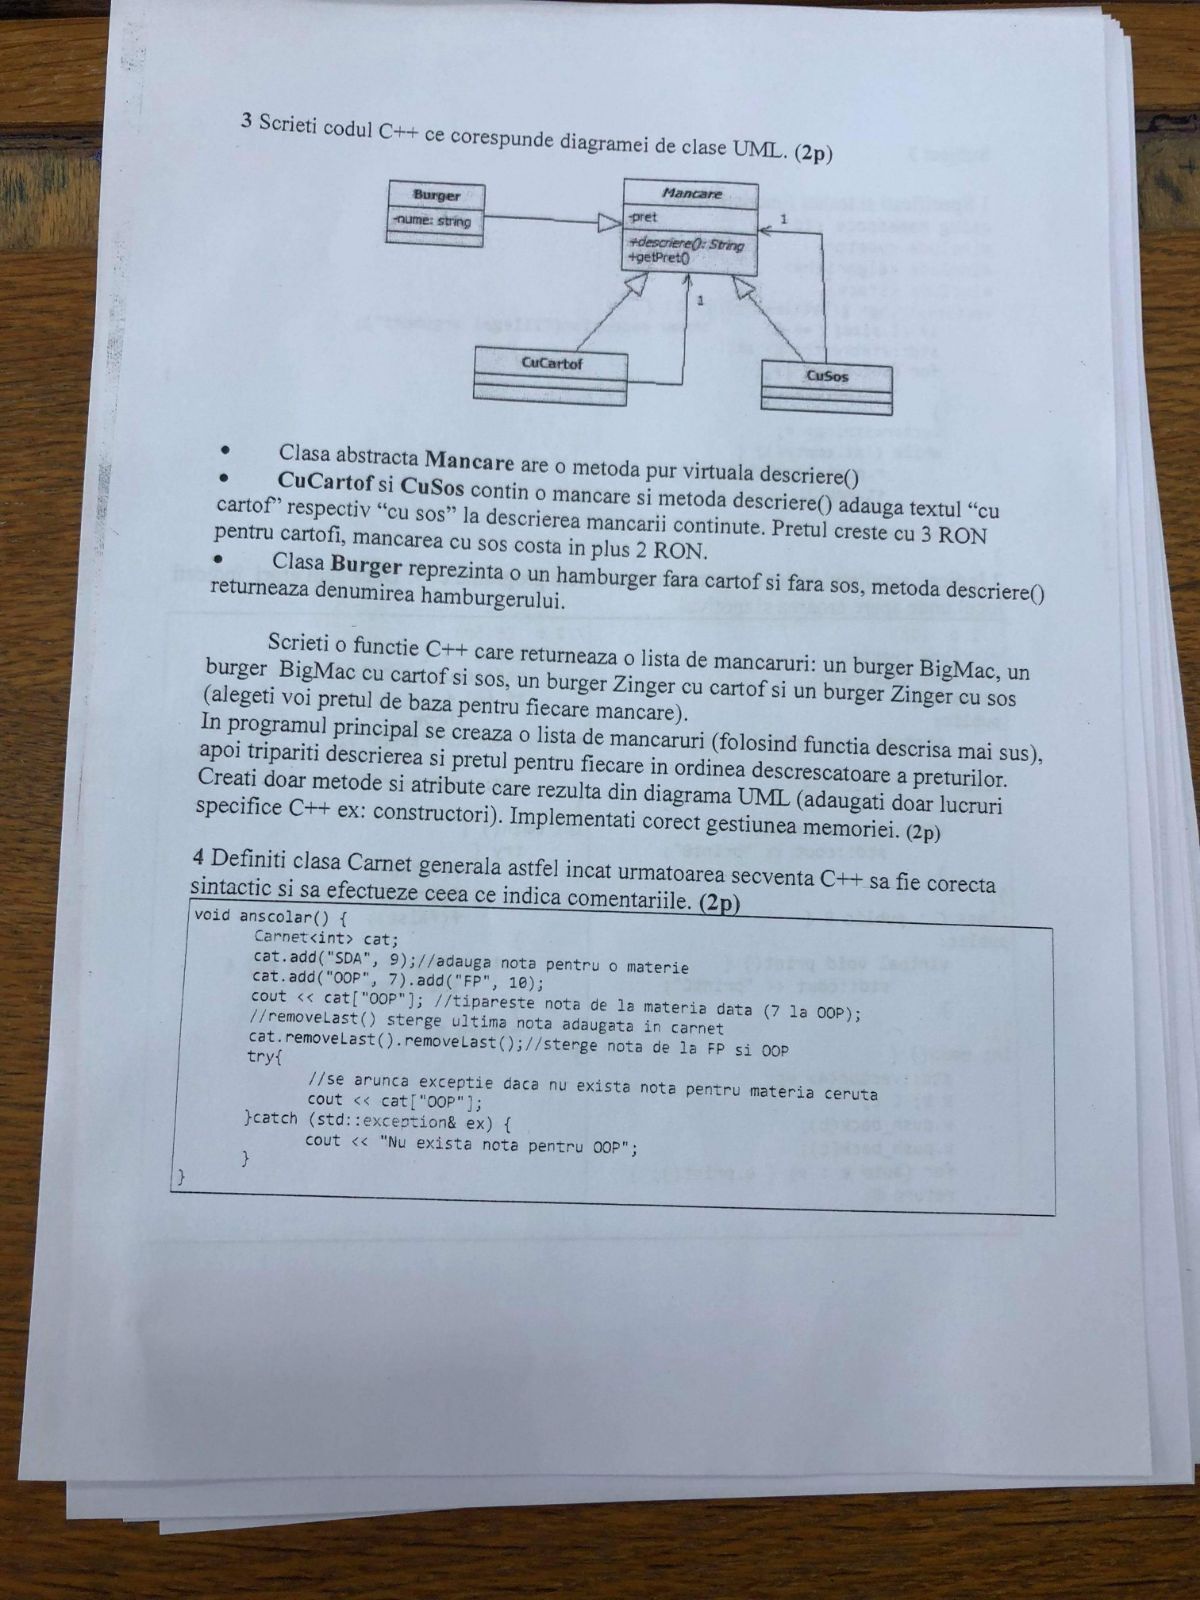 3 Scrieti codul C++ ce corespunde diagramei de clase UML. (2p)
Burger
-nume: string
Mancare
-pret
+descriere(): String
+getPret()
1
1
CuCartof
CuSos
• Clasa abstracta Mancare are o metoda pur virtuala descriere()
• CuCartof si CuSos contin o mancare si metoda descriere() adauga textul “cu
cartof” respectiv “cu sos” la descrierea mancarii continute. Pretul creste cu 3 RON
pentru cartofi, mancarea cu sos costa in plus 2 RON.
• Clasa Burger reprezinta o un hamburger fara cartof si fara sos, metoda descriere()
returneaza denumirea hamburgerului.
Scrieti o functie C++ care returneaza o lista de mancaruri: un burger BigMac, un
burger BigMac cu cartof si sos, un burger Zinger cu cartof si un burger Zinger cu sos
(alegeti voi pretul de baza pentru fiecare mancare).
In programul principal se creaza o lista de mancaruri (folosind functia descrisa mai sus),
apoi tripariti descrierea si pretul pentru fiecare in ordinea descrescatoare a preturilor.
Creati doar metode si atribute care rezulta din diagrama UML (adaugati doar lucruri
specifice C++ ex: constructori). Implementati corect gestiunea memoriei. (2p)
4 Definiti clasa Carnet generala astfel incat urmatoarea secventa C++ sa fie corecta
sintactic si sa efectueze ceea ce indica comentariile. (2p)
void anscolar() {
Carnet<int> cat;
cat.add("SDA", 9);//adauga nota pentru o materie
cat.add("OOP", 7).add("FP", 10);
cout << cat["OOP"]; //tipareste nota de la materia data (7 la OOP);
//removeLast() sterge ultima nota adaugata in carnet
cat.removeLast().removeLast();//sterge nota de la FP si OOP
try{
//se arunca exceptie daca nu exista nota pentru materia ceruta
cout << cat["OOP"];
}catch (std::exception& ex) {
cout << "Nu exista nota pentru OOP";
}
}